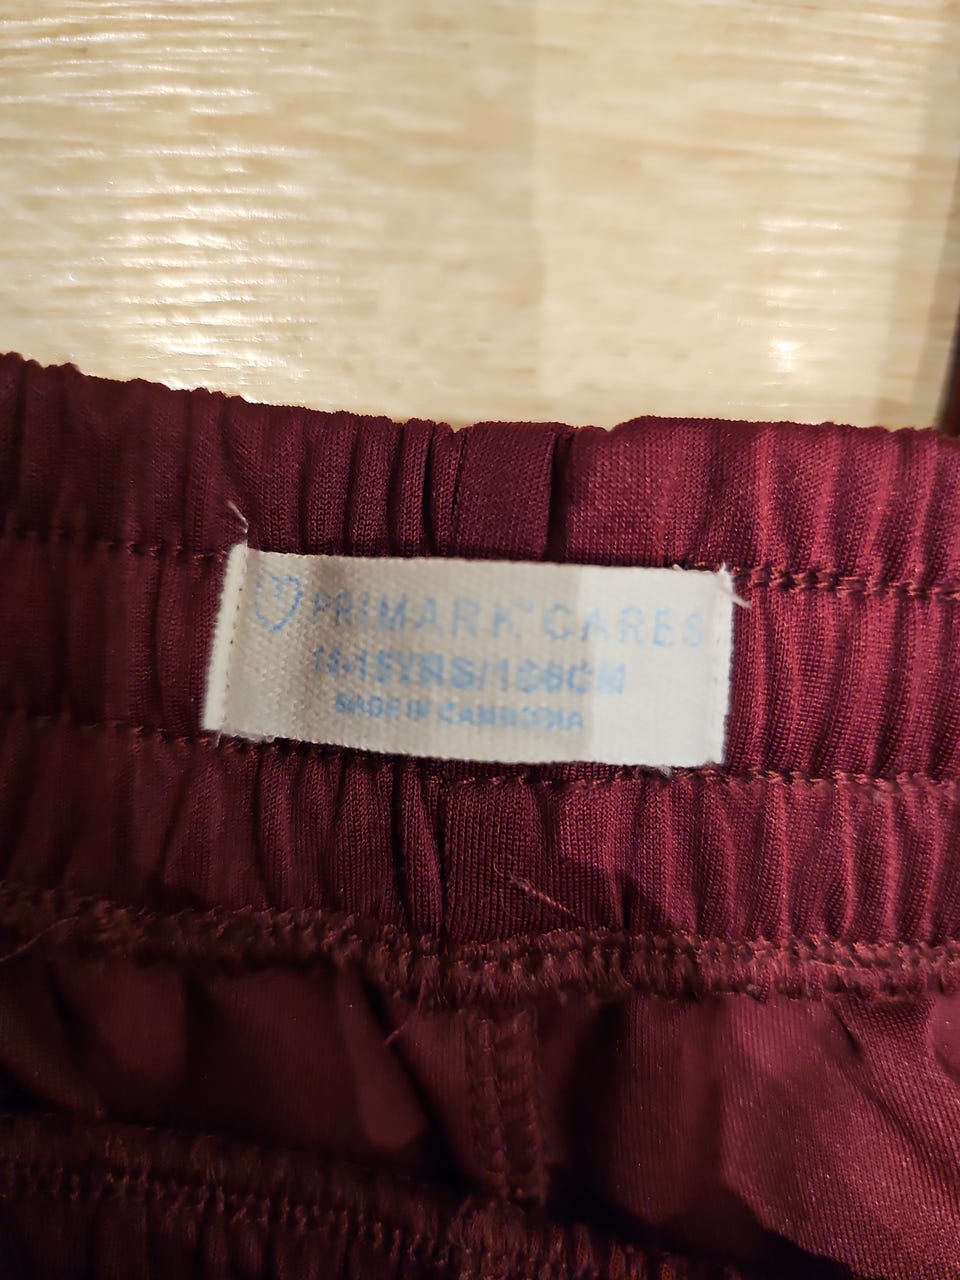 PRIMARK® CARES
14-15YRS/168CM
MADE IN CAMBODIA